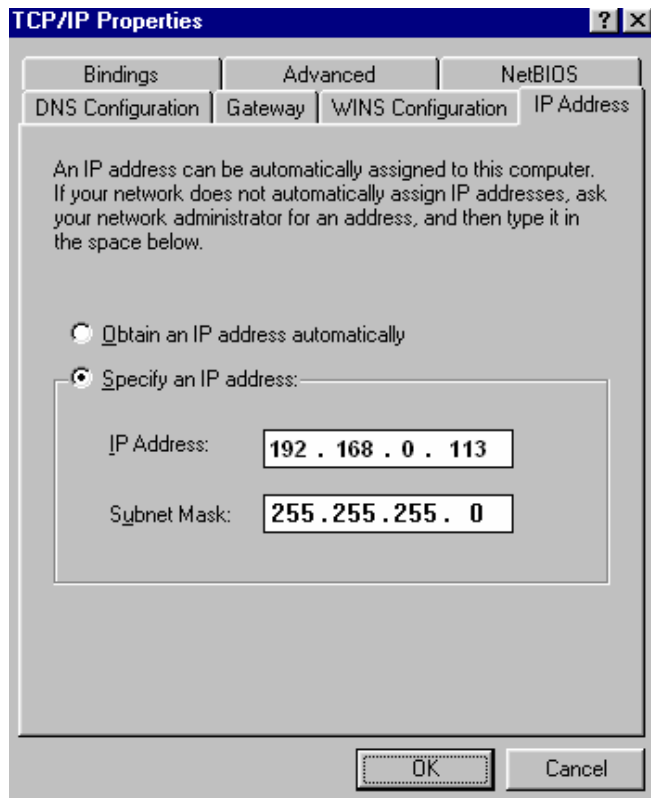 TCP/IP Properties
? X
Bindings Advanced NetBIOS
DNS Configuration Gateway WINS Configuration IP Address
An IP address can be automatically assigned to this computer.
If your network does not automatically assign IP addresses, ask
your network administrator for an address, and then type it in
the space below.
Obtain an IP address automatically
Specify an IP address:
IP Address: 192 . 168 . 0 . 113
Subnet Mask: 255 . 255 . 255 . 0
OK Cancel